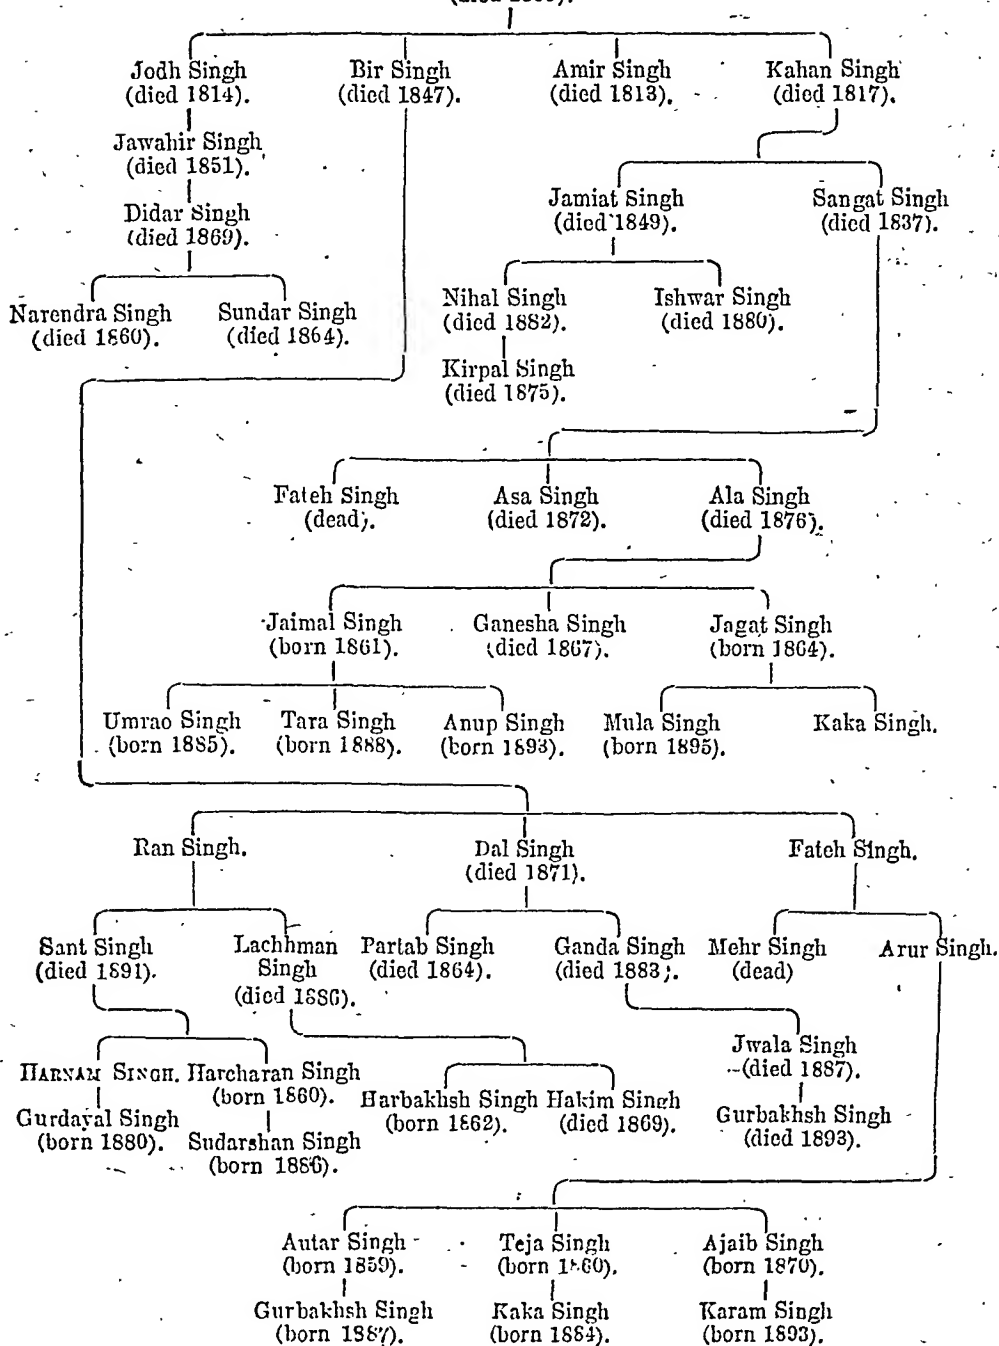 Jodh Singh
(died 1814).
Bir Singh
(died 1847).
Amir Singh
(died 1813).
Kahan Singh
(died 1817).
Jawahir Singh
(died 1851).
Didar Singh
(died 1869).
Jamiat Singh
(died 1849).
Sangat Singh
(died 1837).
Narendra Singh
(died 1860).
Sundar Singh
(died 1864).
Nihal Singh
(died 1882).
Ishwar Singh
(died 1880).
Kirpal Singh
(died 1875).
Fateh Singh
(dead).
Asa Singh
(died 1872).
Ala Singh
(died 1876).
Jaimal Singh
(born 1861).
Ganesha Singh
(died 1867).
Jagat Singh
(born 1864).
Umrao Singh
(born 1885).
Tara Singh
(born 1888).
Anup Singh
(born 1893).
Mula Singh
(born 1895).
Kaka Singh.
Ran Singh.
Dal Singh
(died 1871).
Fateh Singh.
Sant Singh
(died 1891).
Lachhman
Singh
(died 1886).
Partab Singh
(died 1864).
Ganda Singh
(died 1883).
Mehr Singh
(dead)
Arur Singh.
HARNAM SINGH.
Gurdayal Singh
(born 1880).
Harcharan Singh
(born 1860).
Sudarshan Singh
(born 1886).
Harbakhsh Singh
(born 1862).
Hakim Singh
(died 1869).
Jwala Singh
(died 1887).
Gurbakhsh Singh
(died 1893).
Autar Singh
(born 1859).
Teja Singh
(born 1860).
Ajaib Singh
(born 1870).
Gurbakhsh Singh
(born 1887).
Kaka Singh
(born 1884).
Karam Singh
(born 1893).